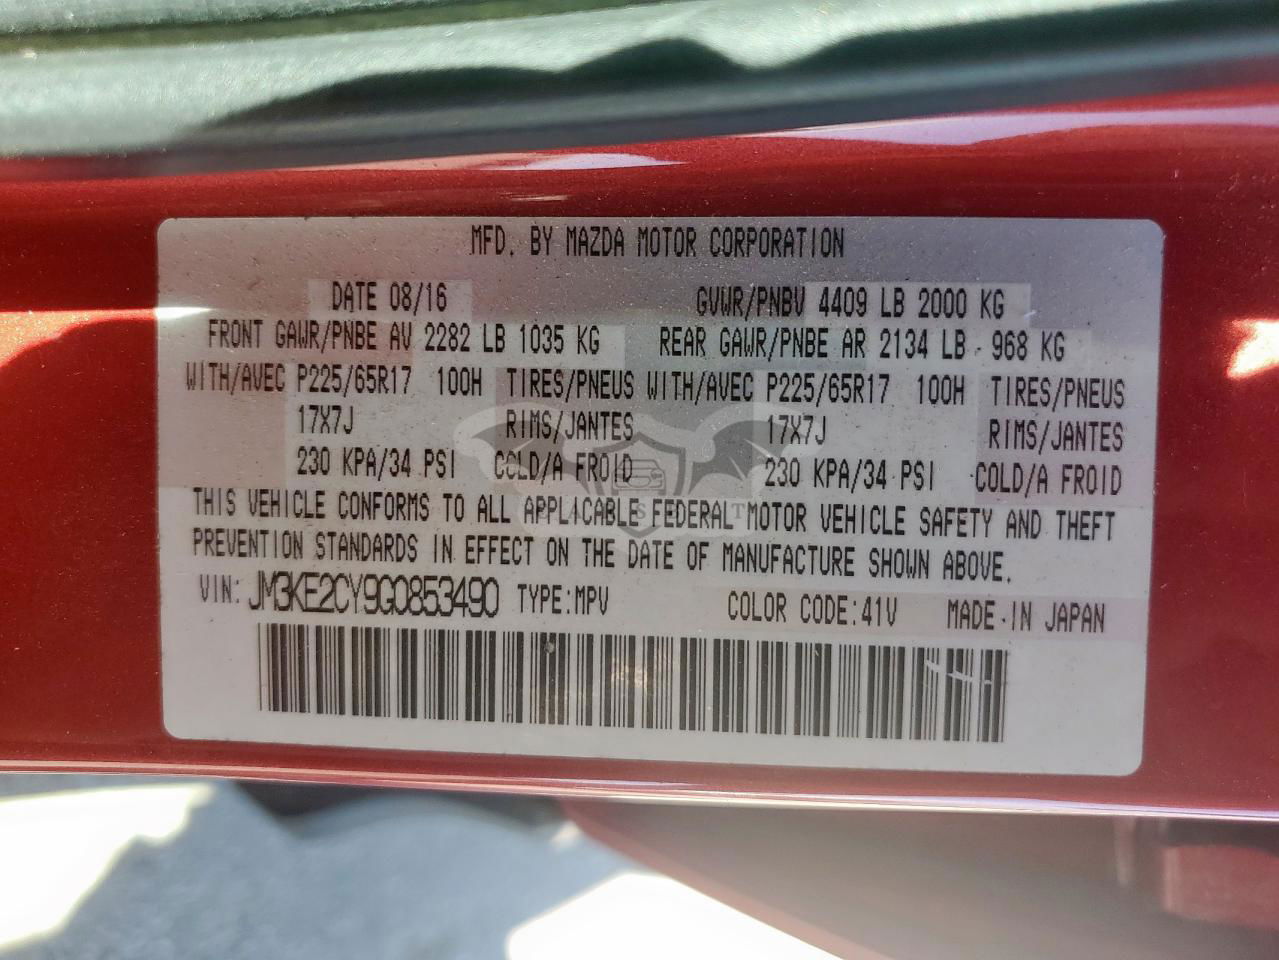 MFD. BY MAZDA MOTOR CORPORATION
DATE 08/16 GVWR/PNBV 4409 LB 2000 KG
FRONT GAWR/PNBE AV 2282 LB 1035 KG REAR GAWR/PNBE AR 2134 LB 968 KG
WITH/AVEC P225/65R17 100H TIRES/PNEUS WITH/AVEC P225/65R17 100H TIRES/PNEUS
17X7J RIMS/JANTES 17X7J RIMS/JANTES
230 KPA/34 PSI COLD/A FROID 230 KPA/34 PSI COLD/A FROID
THIS VEHICLE CONFORMS TO ALL APPLICABLE FEDERAL MOTOR VEHICLE SAFETY AND THEFT
PREVENTION STANDARDS IN EFFECT ON THE DATE OF MANUFACTURE SHOWN ABOVE.
VIN: JM3KE2CY9G0853490 TYPE:MPV COLOR CODE:41V MADE IN JAPAN